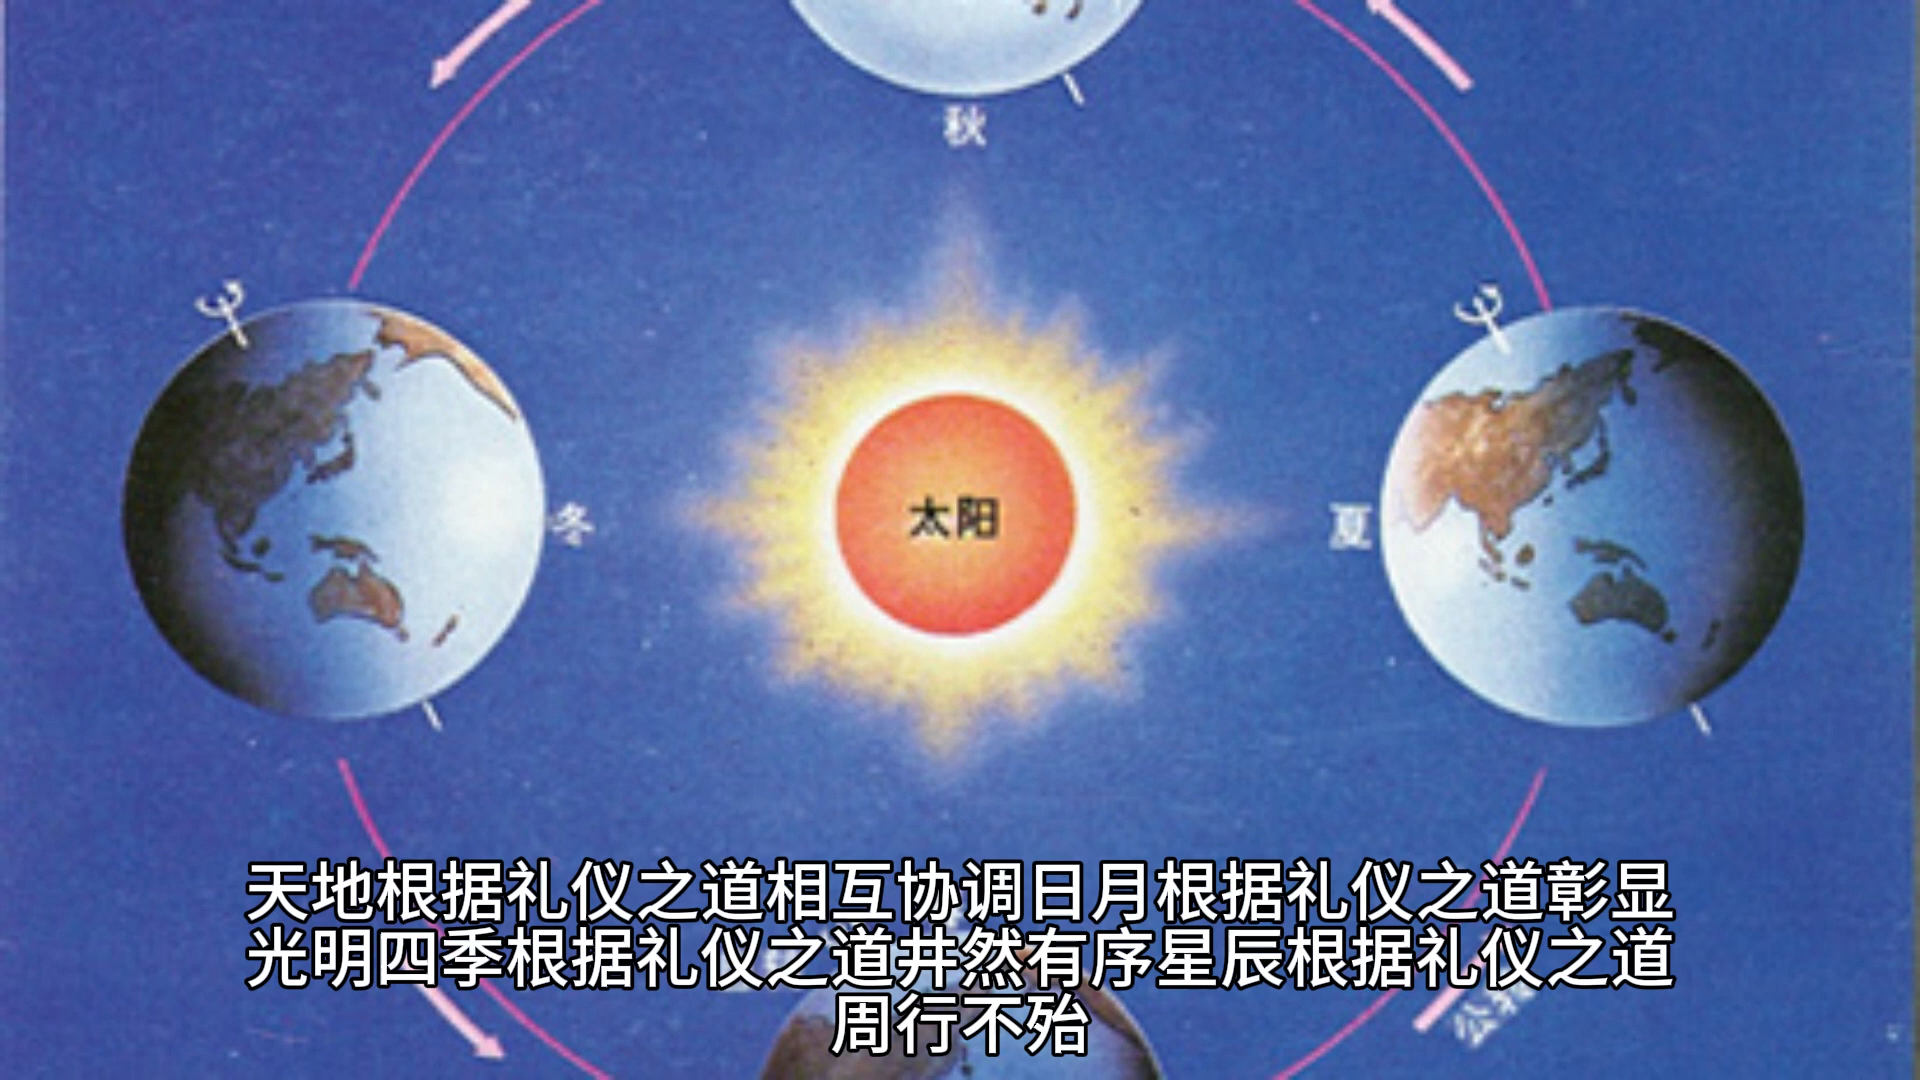 秋
冬
太阳
夏
天地根据礼仪之道相互协调日月根据礼仪之道彰显
光明四季根据礼仪之道井然有序星辰根据礼仪之道
周行不殆